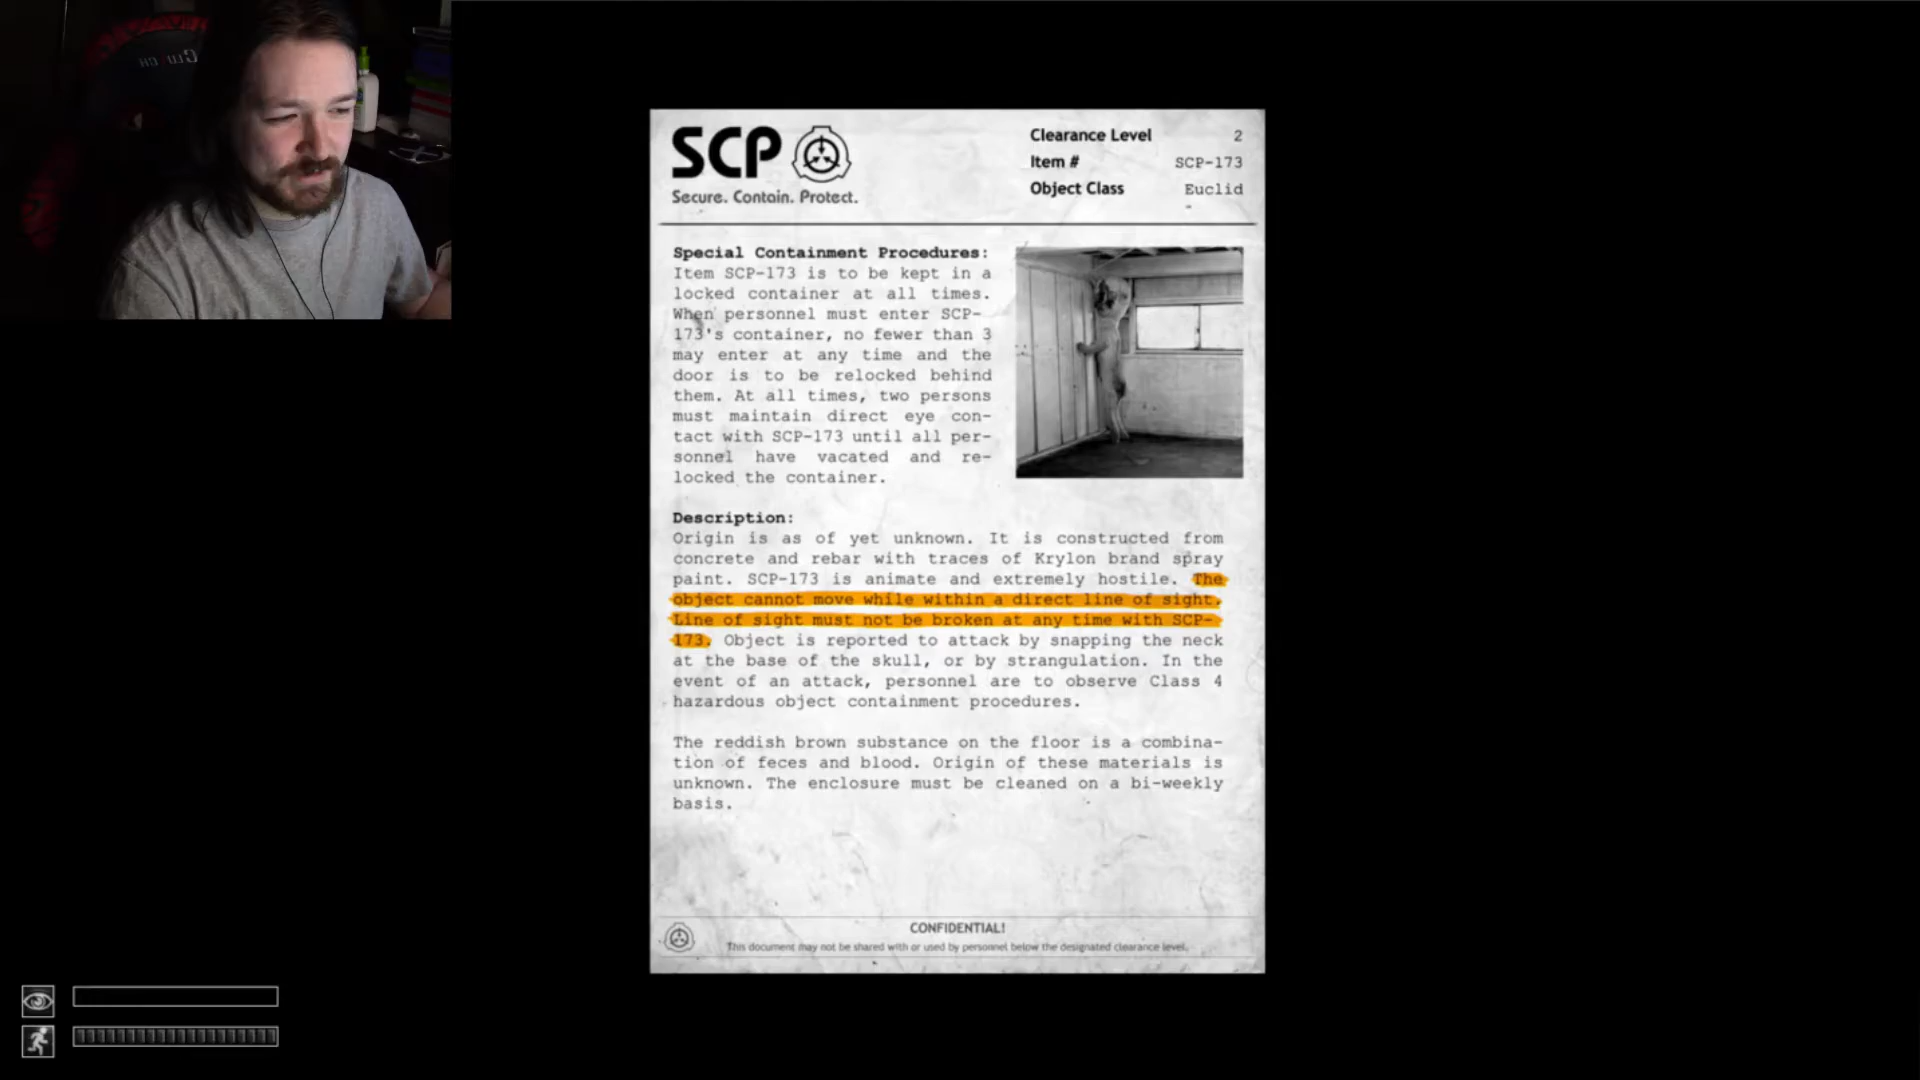 GLUTCH
SCP
Secure. Contain. Protect.
Clearance Level 2
Item # SCP-173
Object Class Euclid
Special Containment Procedures:
Item SCP-173 is to be kept in a
locked container at all times.
When personnel must enter SCP-
173's container, no fewer than 3
may enter at any time and the
door is to be relocked behind
them. At all times, two persons
must maintain direct eye con-
tact with SCP-173 until all per-
sonnel have vacated and re-
locked the container.
Description:
Origin is as of yet unknown. It is constructed from
concrete and rebar with traces of Krylon brand spray
paint. SCP-173 is animate and extremely hostile. The
object cannot move while within a direct line of sight.
Line of sight must not be broken at any time with SCP-
173. Object is reported to attack by snapping the neck
at the base of the skull, or by strangulation. In the
event of an attack, personnel are to observe Class 4
hazardous object containment procedures.
The reddish brown substance on the floor is a combina-
tion of feces and blood. Origin of these materials is
unknown. The enclosure must be cleaned on a bi-weekly
basis.
CONFIDENTIAL!
This document may not be shared with or used by personnel below the designated clearance level.